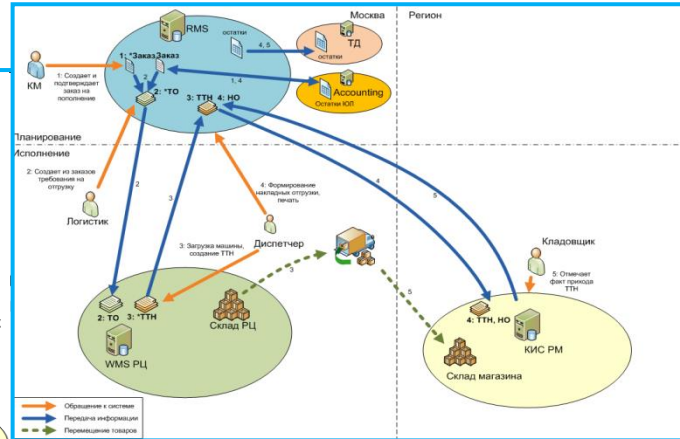 Москва
Регион
RMS
остатки
4, 5
ТД
остатки
1: *Заказ
Заказ
КМ
1: Создает и
подтверждает
заказ на
пополнение
2
2: *ТО
3: ТТН
4: НО
1, 4
Accounting
Остатки ЮЛ
Планирование
Исполнение
2: Создает из заказов
требования на
отгрузку
Логистик
2
3
4: Формирование
накладных отгрузки,
печать
Диспетчер
3: Загрузка машины,
создание ТТН
4
5
Кладовщик
5: Отмечает
факт прихода
ТТН
3
5
2: ТО
3: *ТТН
Склад РЦ
WMS РЦ
4: ТТН, НО
КИС РМ
Склад магазина
Обращение к системе
Передача информации
Перемещение товаров